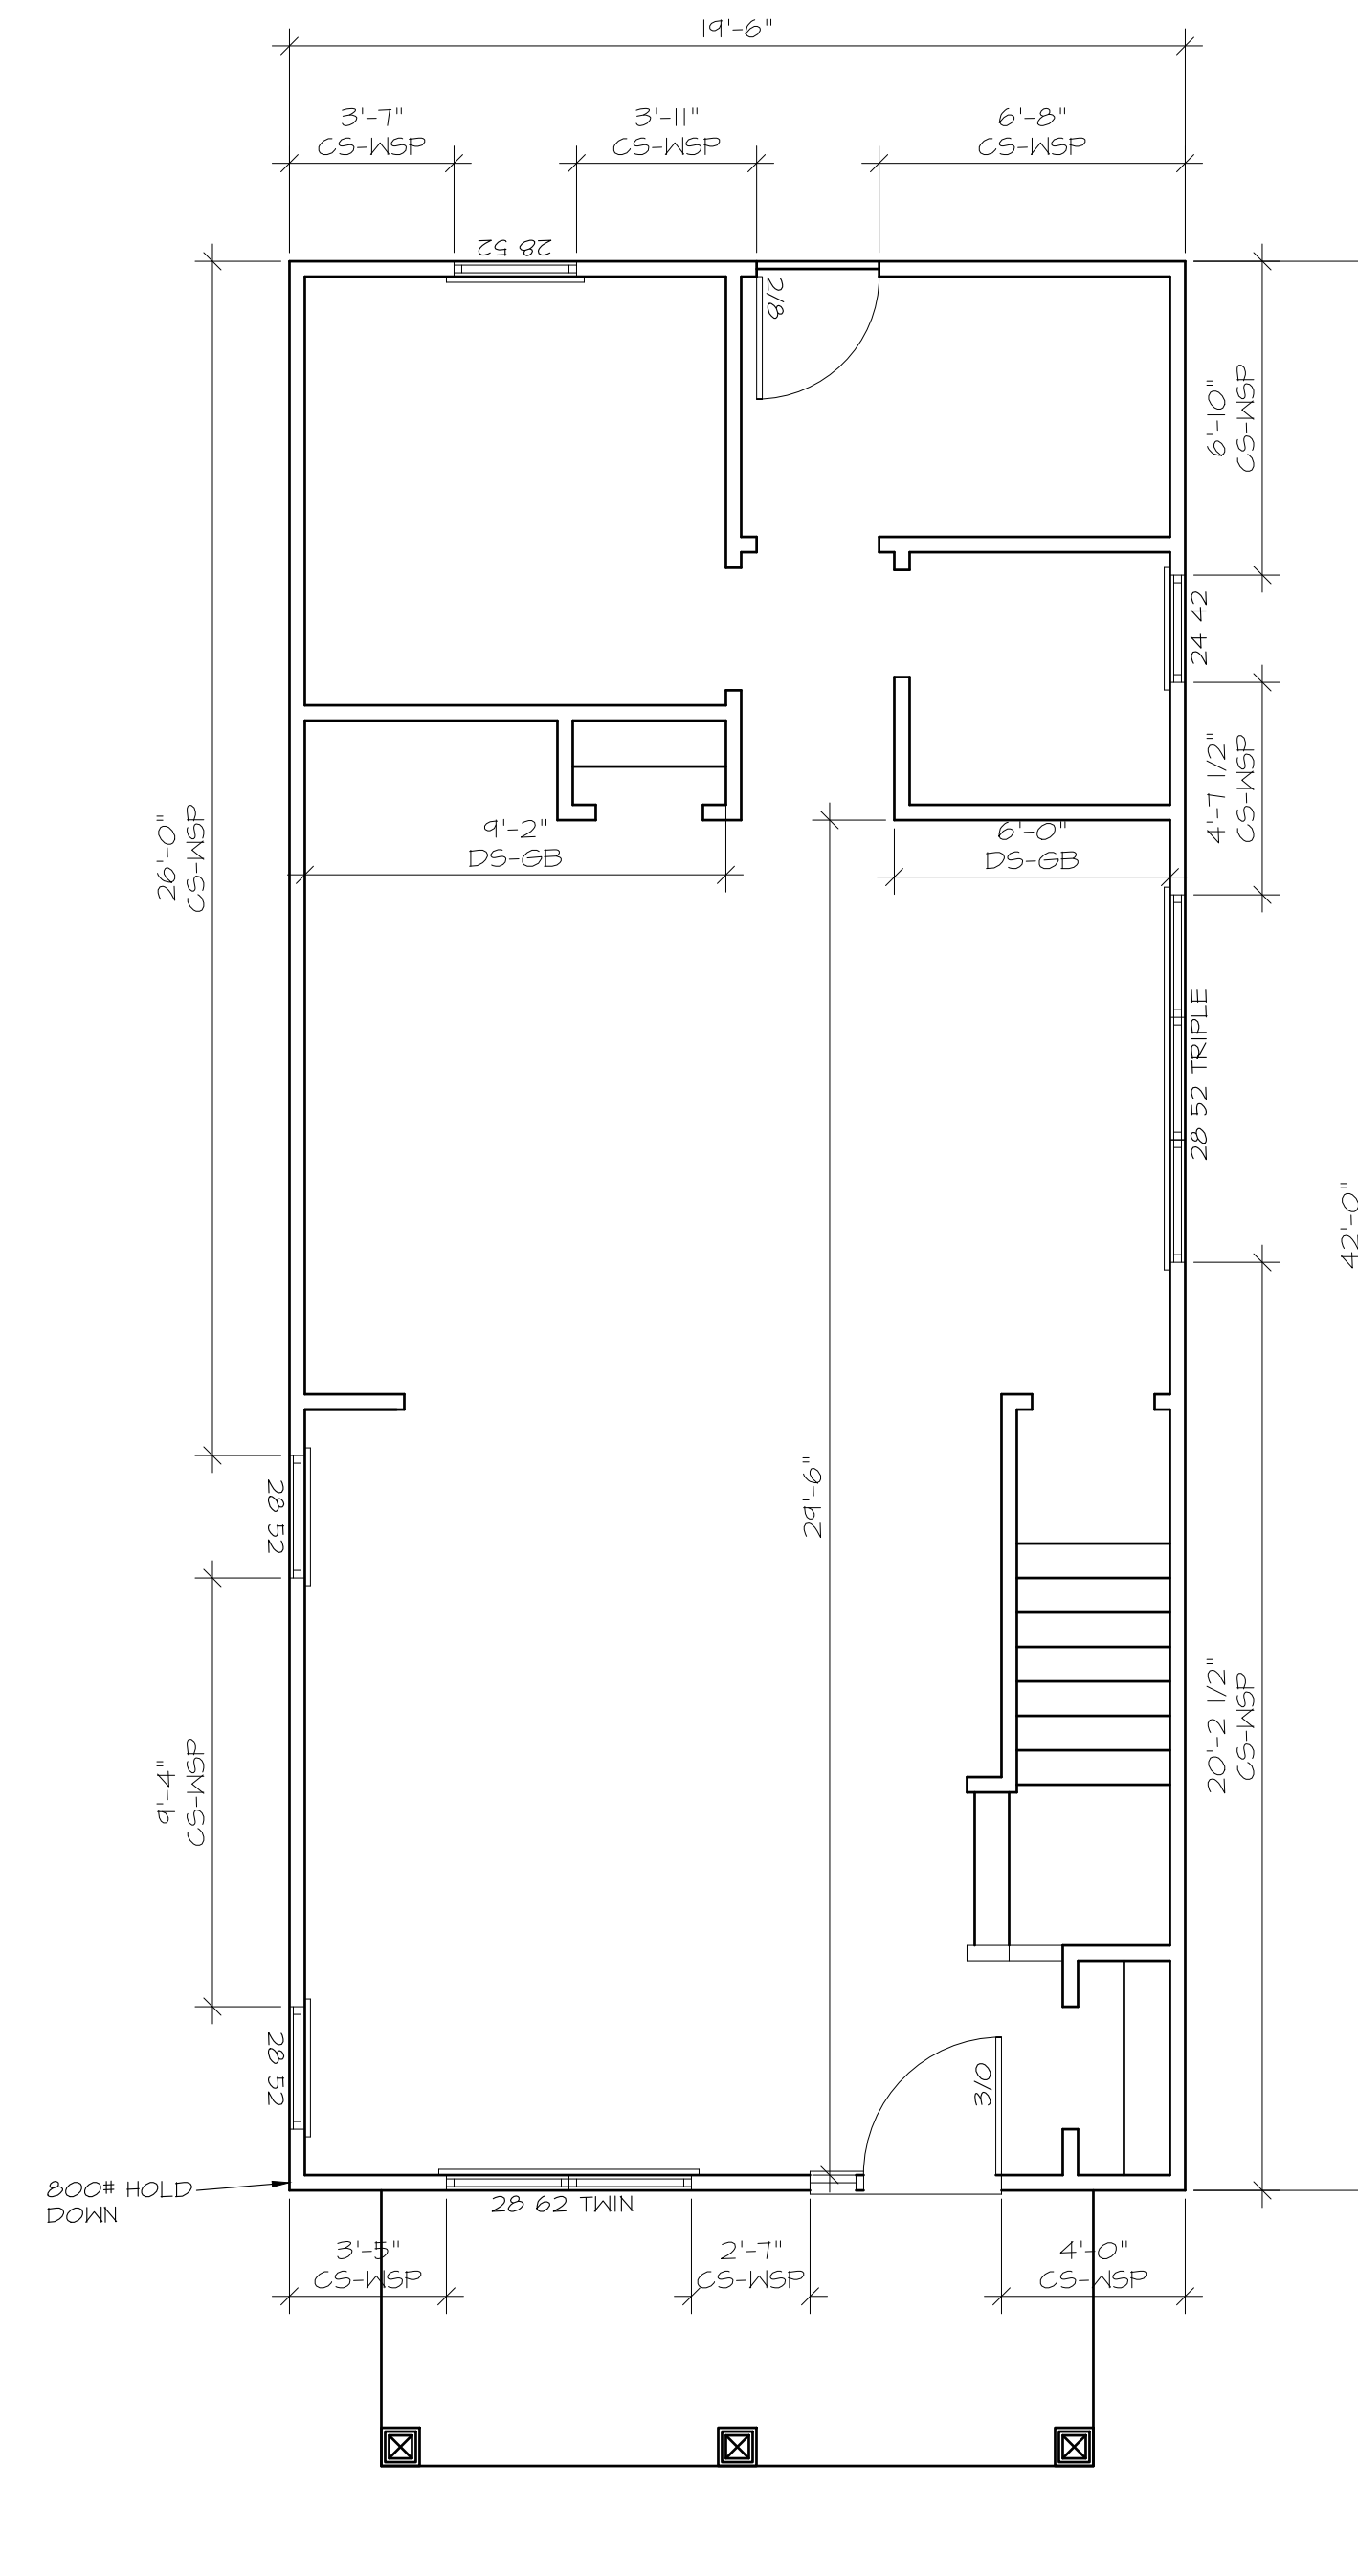 19'-6"
3'-7"
CS-WSP
3'-11"
CS-WSP
6'-8"
CS-WSP
28 52
2/8
6'-10"
CS-WSP
24 42
4'-7 1/2"
CS-WSP
26'-0"
CS-WSP
9'-2"
DS-GB
6'-0"
DS-GB
28 52 TRIPLE
42'-0"
29'-6"
28 52
20'-2 1/2"
CS-WSP
9'-4"
CS-WSP
28 52
3/0
800# HOLD
DOWN
28 62 TWIN
3'-5"
CS-WSP
2'-7"
CS-WSP
4'-0"
CS-WSP